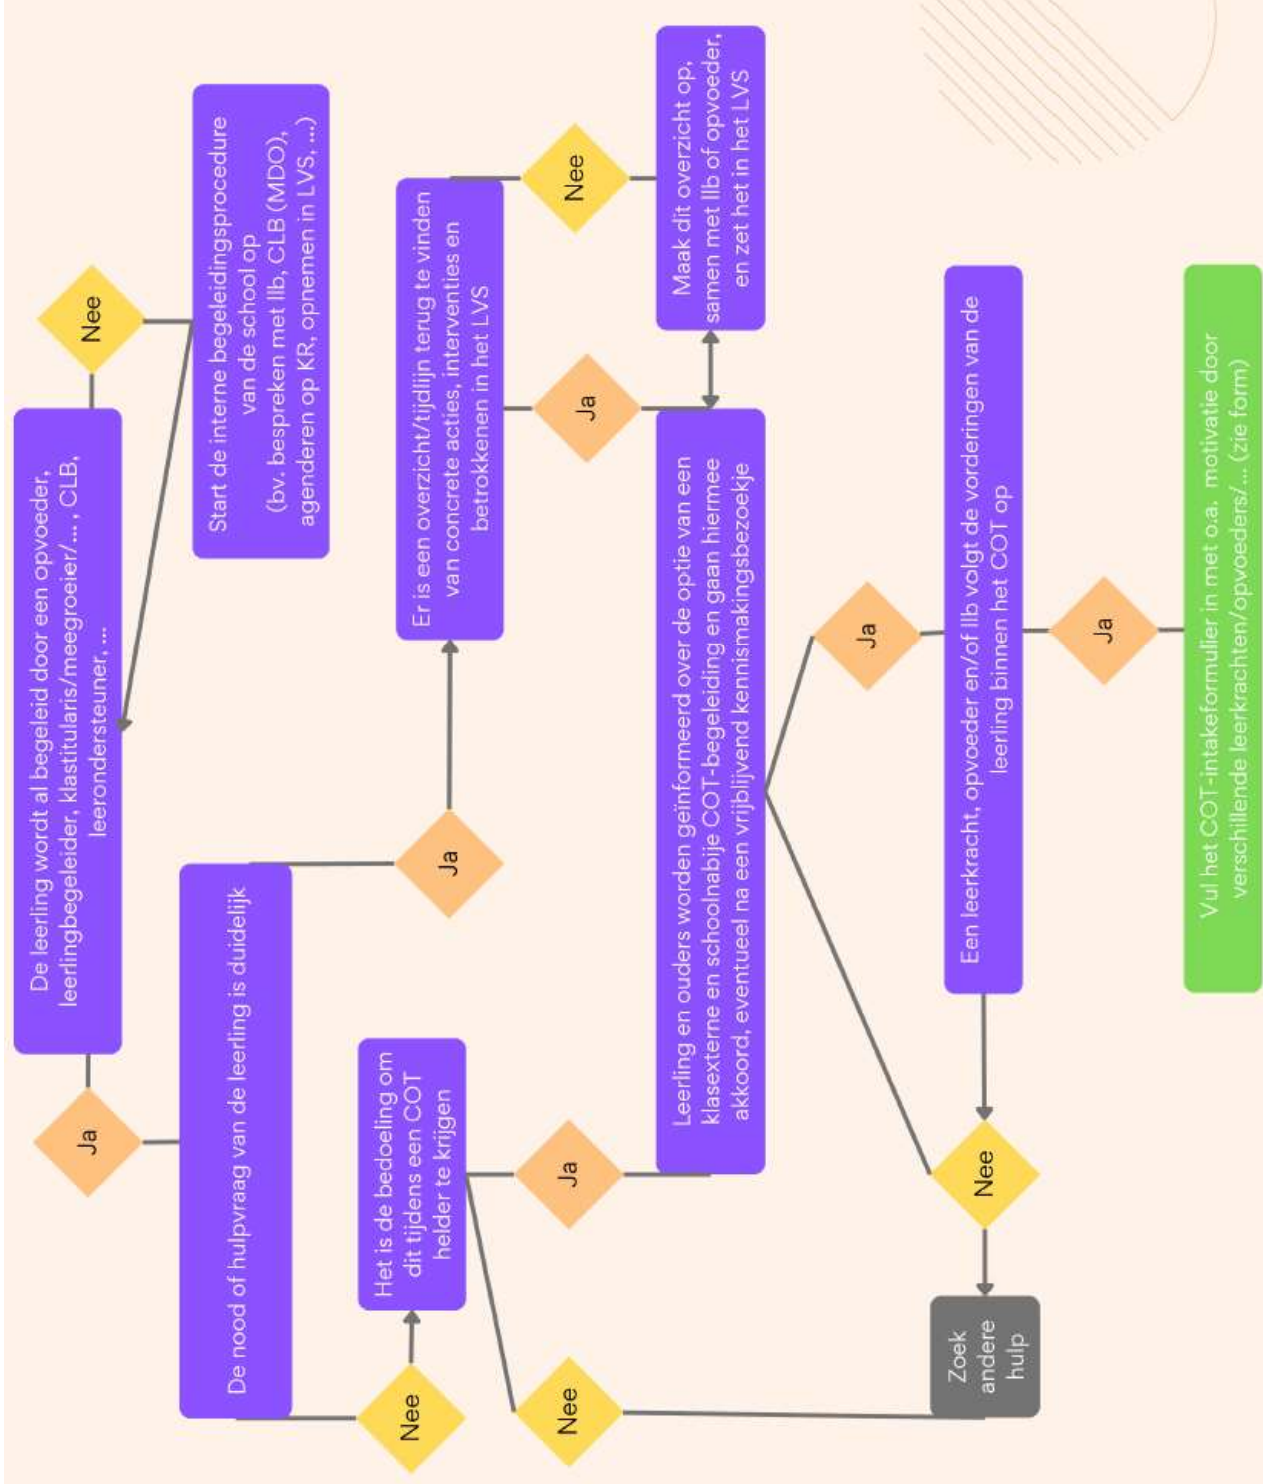 De leerling wordt al begeleid door een opvoeder,
leerlingbegeleider, klastitularis/meegroeier/... , CLB,
leerondersteuner, ...
Ja
Nee
Start de interne begeleidingsprocedure
van de school op
(bv. bespreken met llb, CLB (MDO),
agenderen op KR, opnemen in LVS, ...)
De nood of hulpvraag van de leerling is duidelijk
Nee
Ja
Het is de bedoeling om
dit tijdens een COT
helder te krijgen
Er is een overzicht/tijdlijn terug te vinden
van concrete acties, interventies en
betrokkenen in het LVS
Nee
Ja
Ja
Nee
Leerling en ouders worden geïnformeerd over de optie van een
klasexterne en schoolnabije COT-begeleiding en gaan hiermee
akkoord, eventueel na een vrijblijvend kennismakingsbezoekje
Maak dit overzicht op,
samen met llb of opvoeder,
en zet het in het LVS
Ja
Zoek
andere
hulp
Nee
Een leerkracht, opvoeder en/of llb volgt de vorderingen van de
leerling binnen het COT op
Ja
Vul het COT-intakeformulier in met o.a. motivatie door
verschillende leerkrachten/opvoeders/... (zie form)